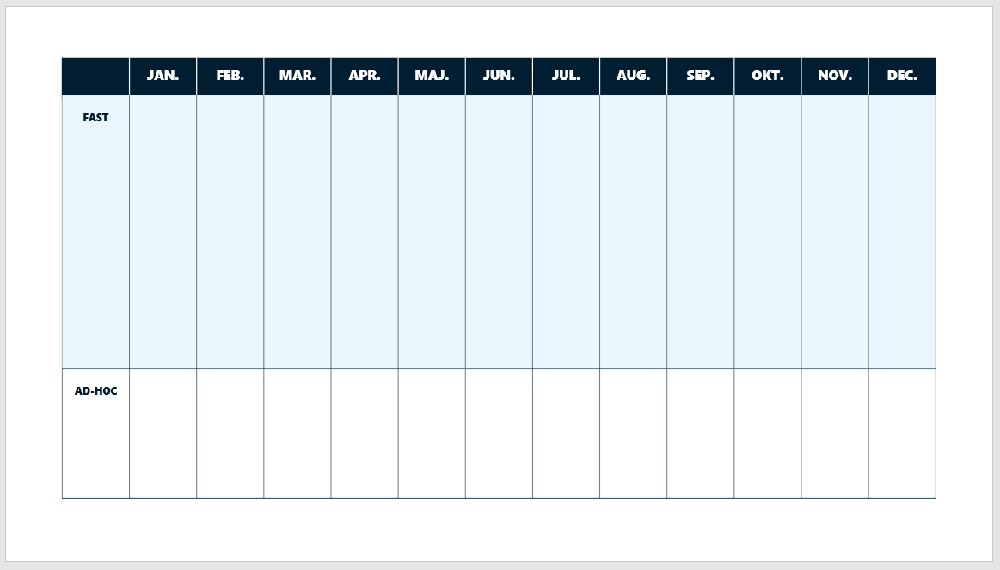 JAN. FEB. MAR. APR. MAJ. JUN. JUL. AUG. SEP. OKT. NOV. DEC.
FAST
AD-HOC